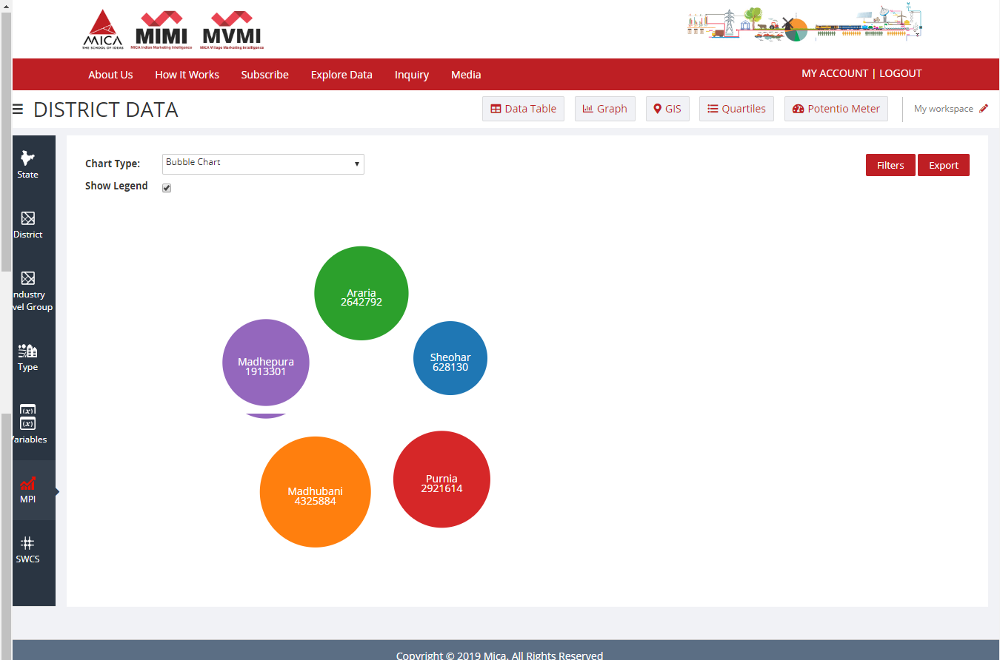 MICA
THE SCHOOL OF IDEAS
MIMI
MICA Indian Marketing Intelligence
MVMI
MICA Village Marketing Intelligence
About Us
How It Works
Subscribe
Explore Data
Inquiry
Media
MY ACCOUNT | LOGOUT
DISTRICT DATA
Data Table
Graph
GIS
Quartiles
Potentio Meter
My workspace
State
District
ndustry
vel Group
Type
(x)
(x)
Variables
MPI
SWCS
Chart Type:
Bubble Chart
Show Legend
Filters
Export
Araria
2642792
Madhepura
1913301
Sheohar
628130
Madhubani
4325884
Purnia
2921614
Copyright © 2019 Mica. All Rights Reserved